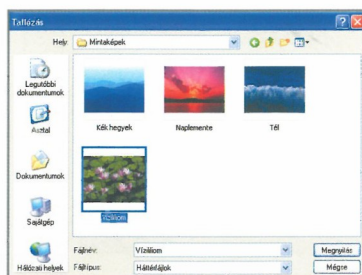 Tallózás
Hely:
Mintaképek
Legutóbbi
dokumentumok
Asztal
Dokumentumok
Sajátgép
Hálózati helyek
Kék hegyek
Naplemente
Tél
Vízililiom
Fájlnév:
Vízililiom
Megnyitás
Fájltípus:
Háttérfájlok
Mégse